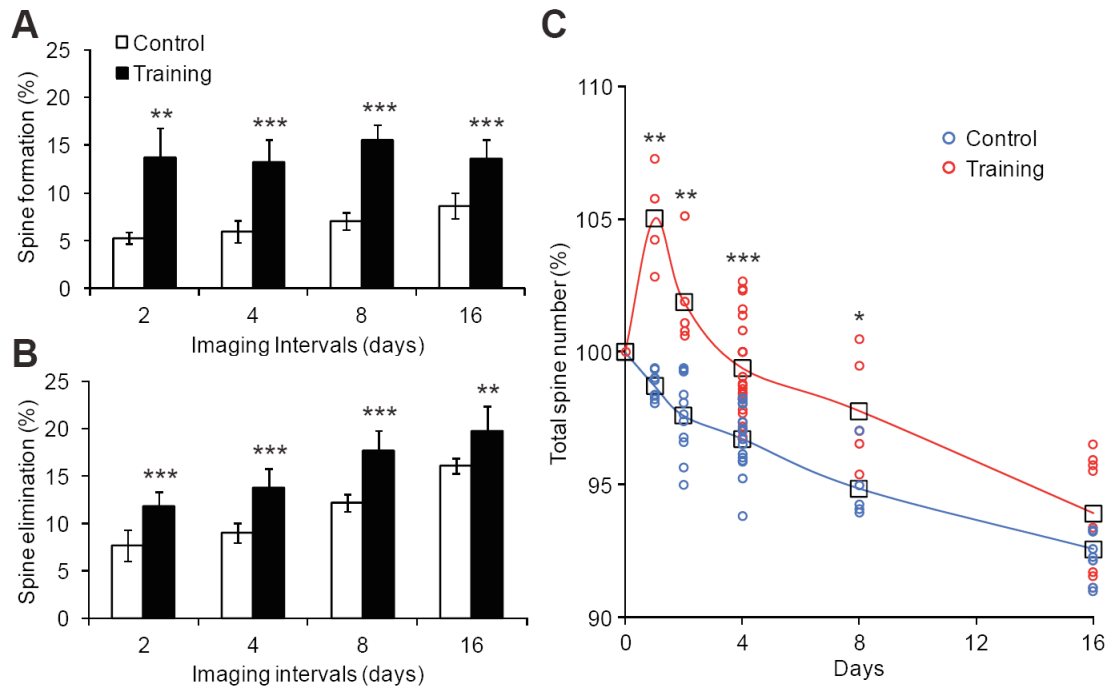 A
Control
Training
25
20
15
10
5
0
Spine formation (%)
** *** *** ***
2 4 8 16
Imaging Intervals (days)
B
25
20
15
10
5
0
Spine elimination (%)
*** *** *** **
2 4 8 16
Imaging intervals (days)
C
110
105
100
95
90
Total spine number (%)
Control
Training
**
**
***
*
0 4 8 12 16
Days